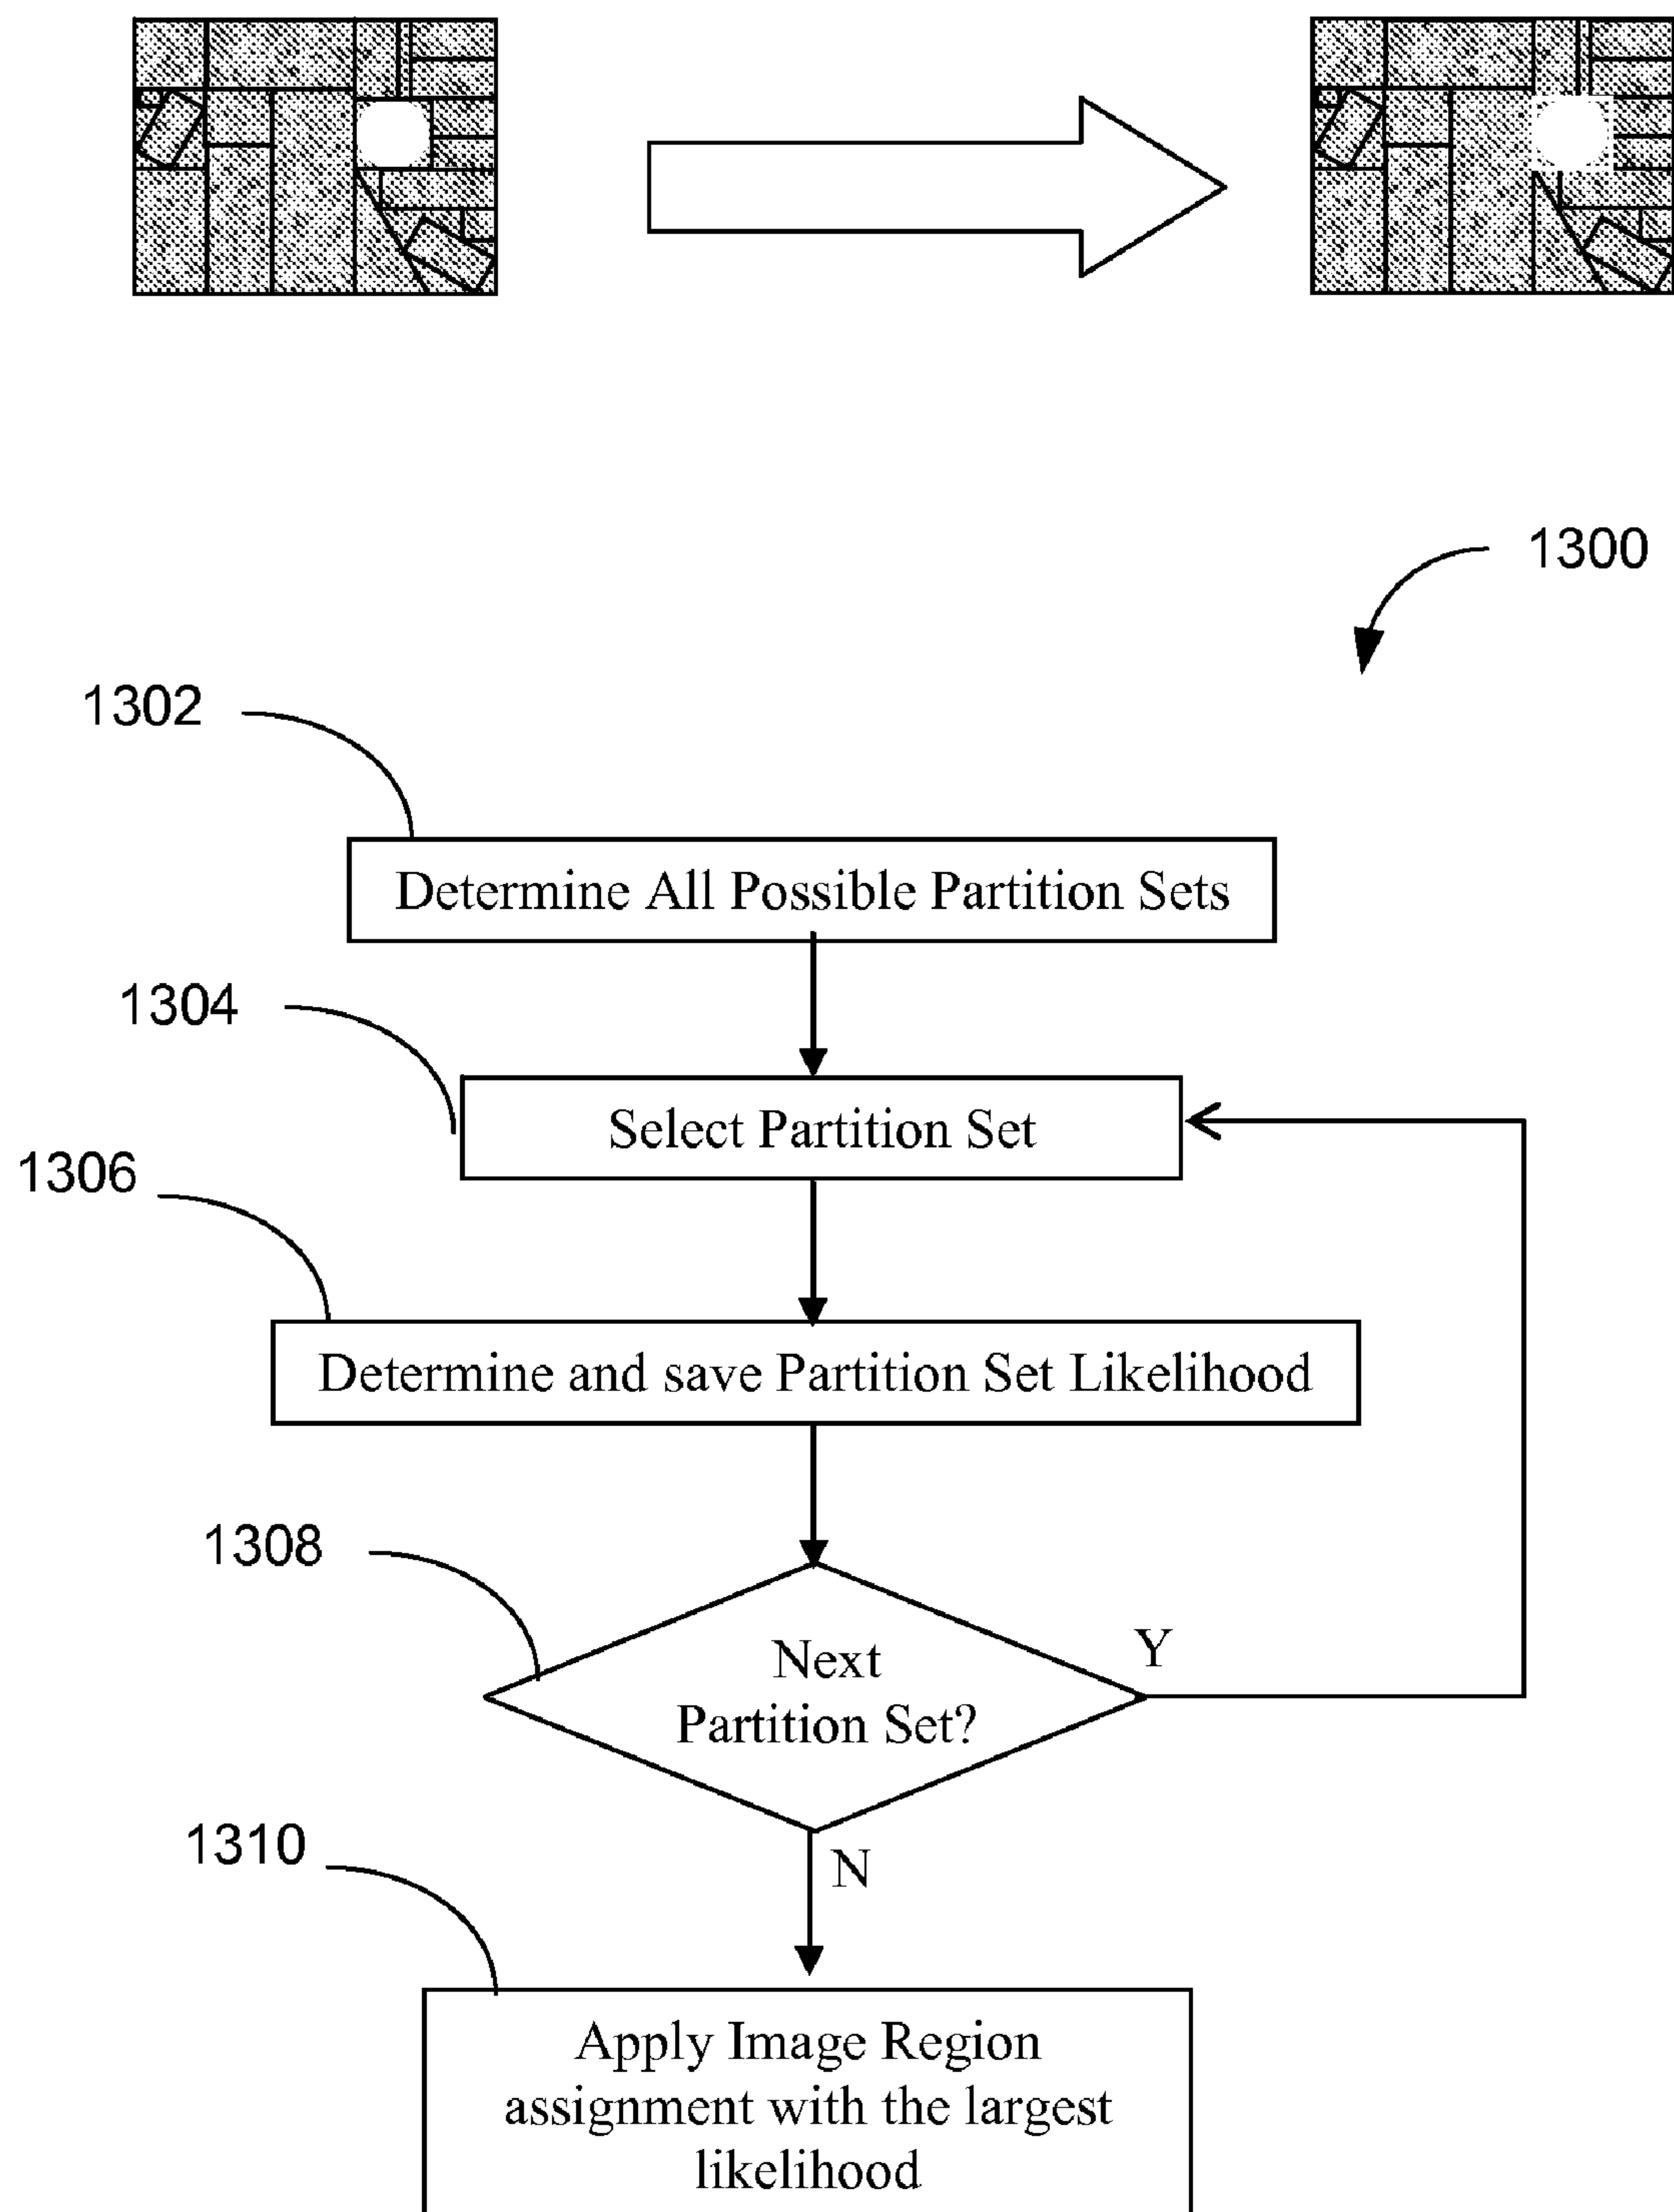 1300
1302
Determine All Possible Partition Sets
1304
Select Partition Set
1306
Determine and save Partition Set Likelihood
1308
Next
Partition Set?
Y
N
1310
Apply Image Region
assignment with the largest
likelihood